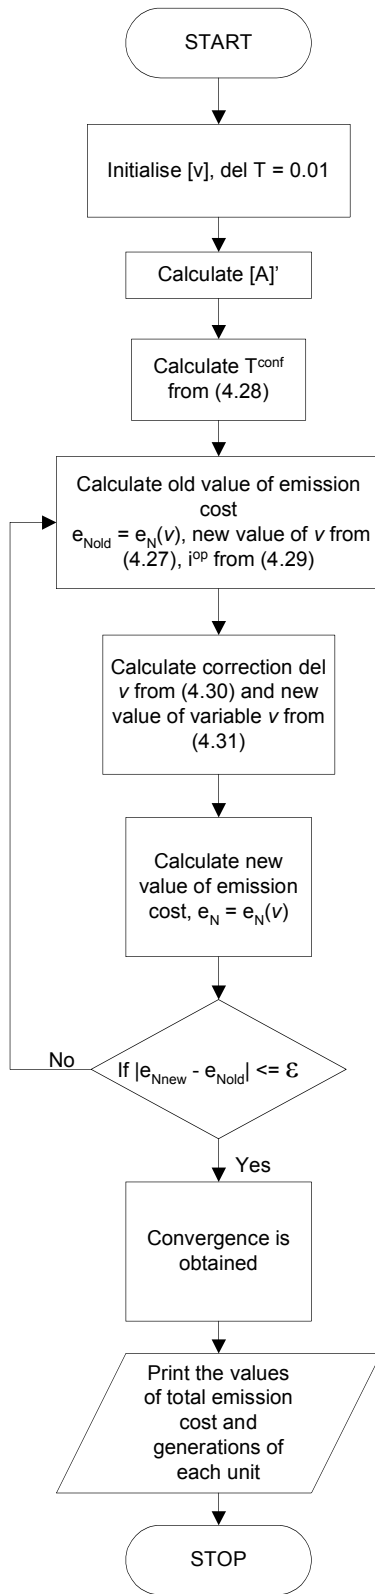 START
Initialise [v], del T = 0.01
Calculate [A]’
Calculate T^conf
from (4.28)
Calculate old value of emission
cost
e_Nold = e_N(v), new value of v from
(4.27), i^op from (4.29)
Calculate correction del
v from (4.30) and new
value of variable v from
(4.31)
Calculate new
value of emission
cost, e_N = e_N(v)
No
If |e_Nnew - e_Nold| <= ε
Yes
Convergence is
obtained
Print the values
of total emission
cost and
generations of
each unit
STOP